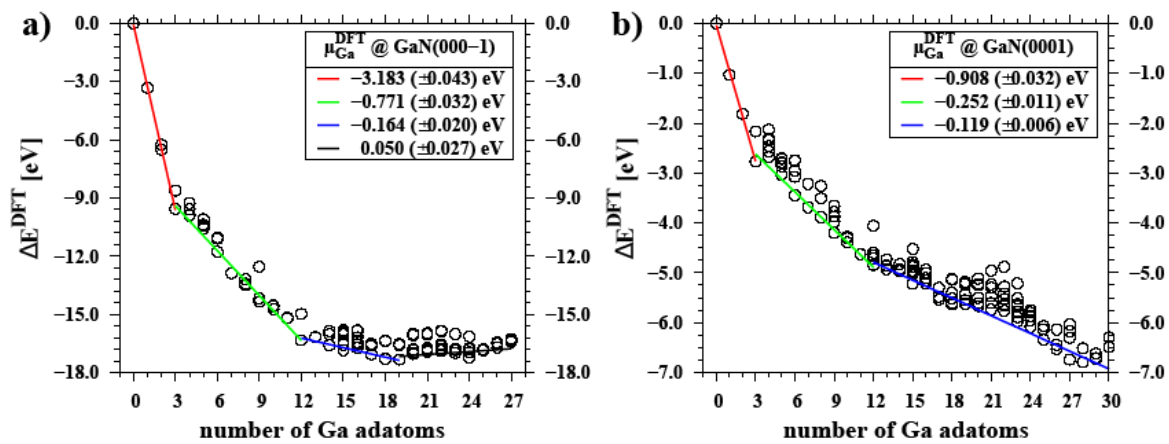 a)
μ_Ga^DFT @ GaN(000−1)
−3.183 (±0.043) eV
−0.771 (±0.032) eV
−0.164 (±0.020) eV
0.050 (±0.027) eV
0.0
−3.0
−6.0
−9.0
−12.0
−15.0
−18.0
0.0
−3.0
−6.0
−9.0
−12.0
−15.0
−18.0
ΔE^DFT [eV]
0 3 6 9 12 15 18 21 24 27
number of Ga adatoms
b)
μ_Ga^DFT @ GaN(0001)
−0.908 (±0.032) eV
−0.252 (±0.011) eV
−0.119 (±0.006) eV
0.0
−1.0
−2.0
−3.0
−4.0
−5.0
−6.0
−7.0
0.0
−1.0
−2.0
−3.0
−4.0
−5.0
−6.0
−7.0
ΔE^DFT [eV]
0 3 6 9 12 15 18 21 24 27 30
number of Ga adatoms